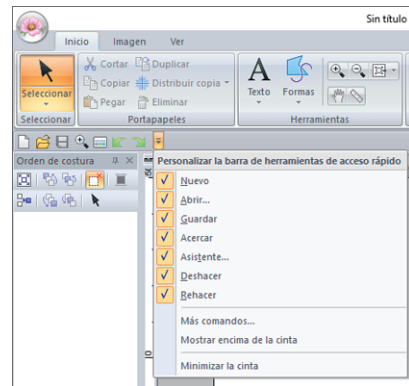 Sin título
Inicio Imagen Ver
Seleccionar
Cortar Duplicar
Copiar Distribuir copia
Pegar Eliminar
Texto Formas
Seleccionar Portapapeles Herramientas
Orden de costura
Personalizar la barra de herramientas de acceso rápido
Nuevo
Abrir...
Guardar
Acercar
Asistente...
Deshacer
Rehacer
Más comandos...
Mostrar encima de la cinta
Minimizar la cinta